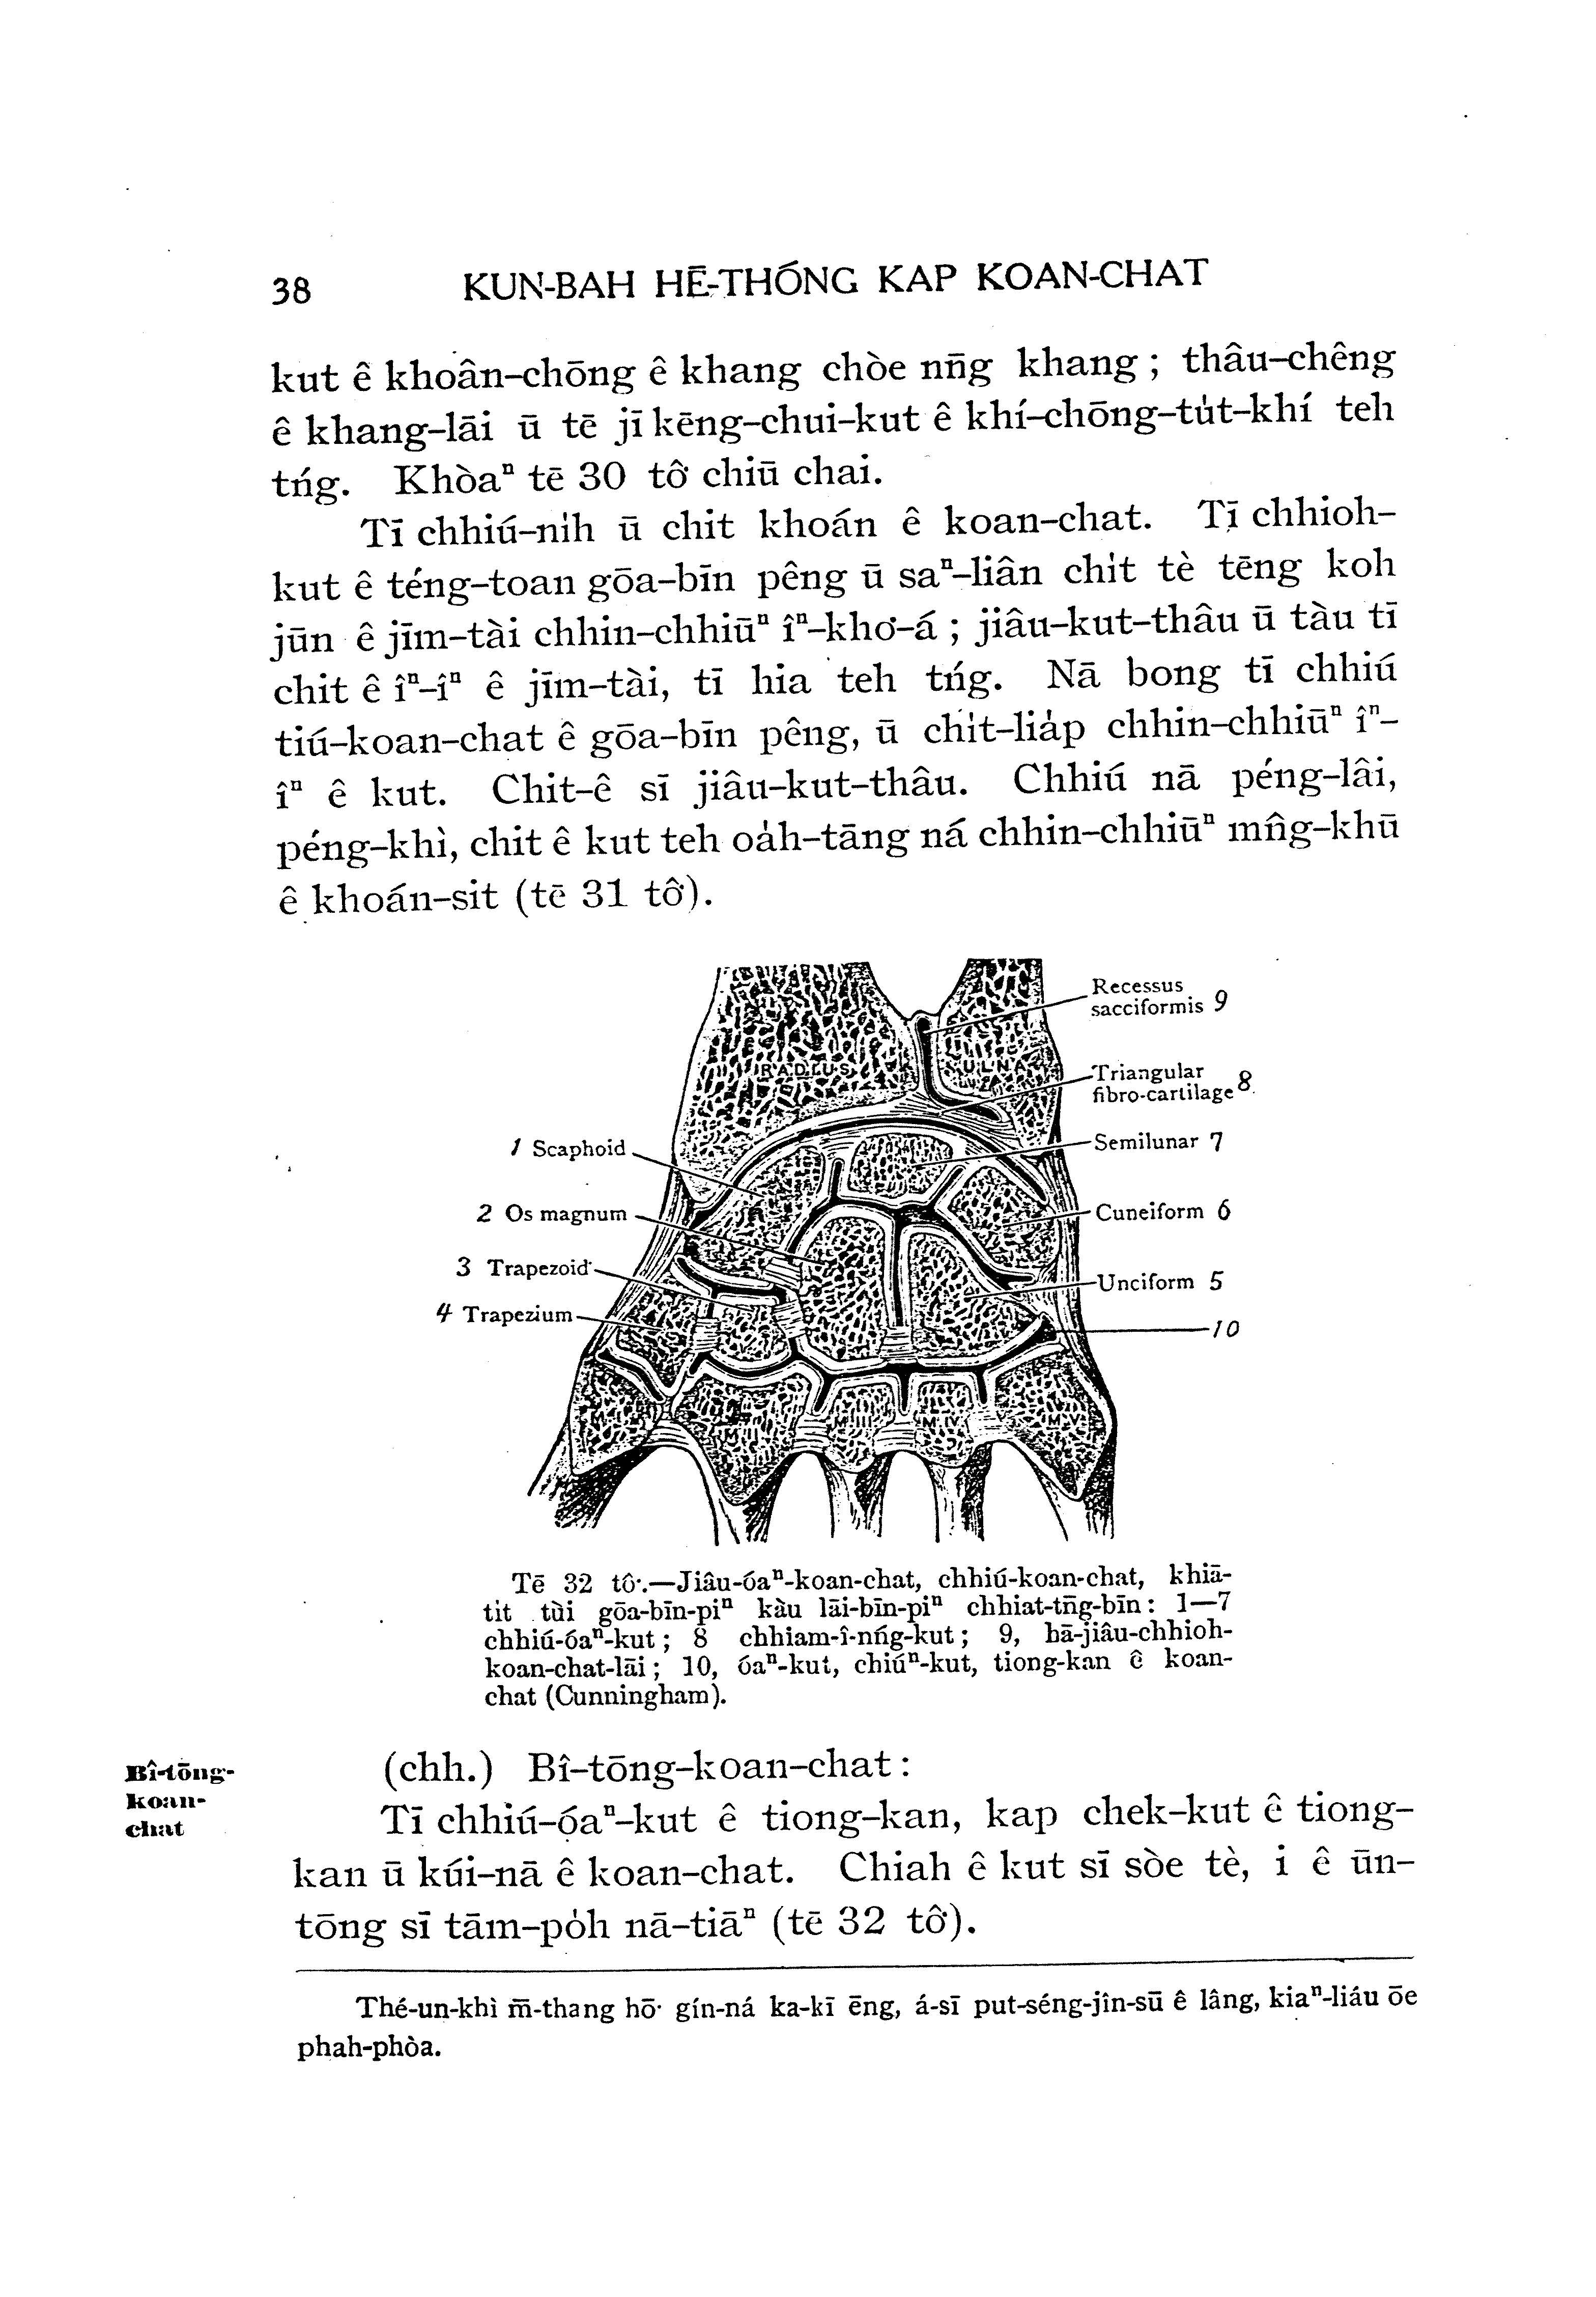 38 KUN-BAH HĒ-THÓNG KAP KOAN-CHAT
kut ê khoân-chōng ê khang chòe nn̄g khang ; thâu-chêng
ê khang-lāi ū tē jī kēng-chui-kut ê khí-chōng-tu̍t-khí teh
tńg. Khòaⁿ tē 30 tô͘ chiū chai.
Tī chhiú-ni̍h ū chit khoán ê koan-chat. Tī chhioh-
kut ê téng-toan gōa-bīn pêng ū saⁿ-liân chi̍t tè tēng koh
jūn ê jīm-tài chhin-chhiūⁿ îⁿ-kho͘-á ; jiâu-kut-thâu ū tàu tī
chit ê îⁿ-îⁿ ê jīm-tài, tī hia teh tńg. Nā bong tī chhiú
tiú-koan-chat ê gōa-bīn pêng, ū chi̍t-lia̍p chhin-chhiūⁿ îⁿ-
îⁿ ê kut. Chit-ê sī jiâu-kut-thâu. Chhiú nā péng-lâi,
péng-khì, chit ê kut teh oa̍h-tāng ná chhin-chhiūⁿ mn̂g-khū
ê khoán-sit (tē 31 tô͘).
Recessus
sacciformis 9
RADIUS
ULNA
Triangular
fibro-cartilage 8
1 Scaphoid
Semilunar 7
2 Os magnum
Cuneiform 6
3 Trapezoid
Unciform 5
4 Trapezium
10
M.I
M.II
M.III
M.IV
M.V
Tē 32 tô͘.—Jiâu-óaⁿ-koan-chat, chhiú-koan-chat, khiā-
ti̍t tùi gōa-bīn-piⁿ kàu lāi-bīn-piⁿ chhiat-tn̄g-bīn : 1—7
chhiú-óaⁿ-kut ; 8 chhiam-î-nńg-kut ; 9, hā-jiâu-chhioh-
koan-chat-lāi ; 10, óaⁿ-kut, chiúⁿ-kut, tiong-kan ê koan-
chat (Cunningham).
Bî-tōng-
koan-
chat
(chh.) Bî-tōng-koan-chat :
Tī chhiú-óaⁿ-kut ê tiong-kan, kap chek-kut ê tiong-
kan ū kúi-nā ê koan-chat. Chiah ê kut sī sòe tè, i ê ūn-
tōng sī tām-po̍h nā-tiāⁿ (tē 32 tô͘).
Thé-un-khì m̄-thang hō͘ gín-ná ka-kī ēng, á-sī put-séng-jîn-sū ê lâng, kiaⁿ-liáu ōe
phah-phòa.